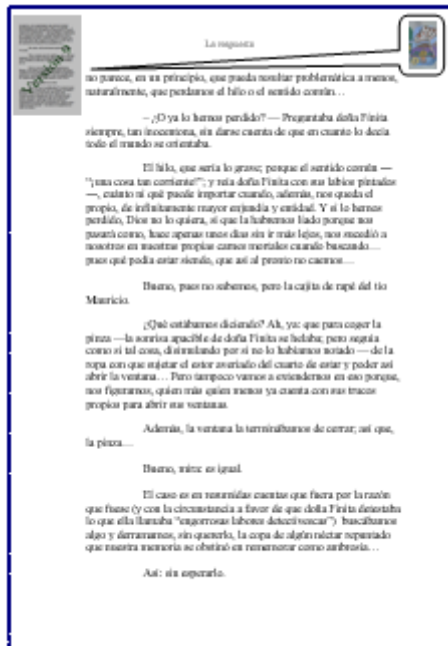 La respuesta
Versión 9
no parece, en un principio, que pueda resultar problemática a menos,
naturalmente, que perdamos el hilo o el sentido común…
– ¿O ya lo hemos perdido? — Preguntaba doña Finita
siempre, tan inocentona, sin darse cuenta de que en cuanto lo decía
todo el mundo se orientaba.
El hilo, que sería lo grave; porque el sentido común —
"¡una cosa tan corriente!"; y reía doña Finita con sus labios pintados
—, cuánto ni qué puede importar cuando, además, nos queda el
propio, de infinitamente mayor enjundia y entidad. Y si lo hemos
perdido, Dios no lo quiera, sí que la habremos liado porque nos
pasará como, hace apenas unos días sin ir más lejos, nos sucedió a
nosotros en nuestras propias carnes mortales cuando buscando…
pues qué podía estar siendo, que así al pronto no caemos…
Bueno, pues no sabemos, pero la cajita de rapé del tío
Mauricio.
¿Qué estábamos diciendo? Ah, ya: que para coger la
pinza —la sonrisa apacible de doña Finita se helaba; pero seguía
como si tal cosa, disimulando por si no lo habíamos notado — de la
ropa con que sujetar el estor averiado del cuarto de estar y poder así
abrir la ventana… Pero tampoco vamos a extendernos en eso porque,
nos figuramos, quien más quien menos ya cuenta con sus trucos
propios para abrir sus ventanas.
Además, la ventana la terminábamos de cerrar; así que,
la pinza…
Bueno, mira: es igual.
El caso es en resumidas cuentas que fuera por la razón
que fuese (y con la circunstancia a favor de que doña Finita detestaba
lo que ella llamaba "engorrosas labores detectivescas") buscábamos
algo y derramamos, sin quererlo, la copa de algún néctar reputado
que nuestra memoria se obstinó en rememorar como ambrosía…
Así: sin esperarlo.